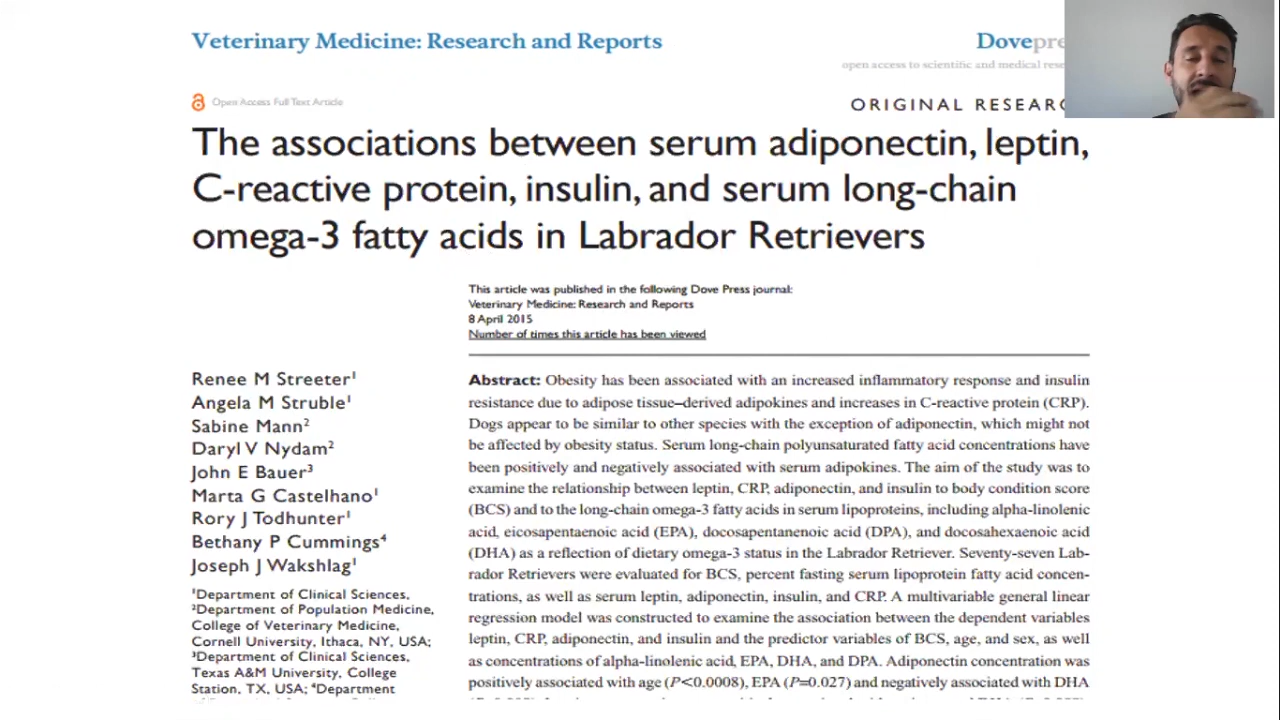 Veterinary Medicine: Research and Reports
Dovepre
open access to scientific and medical rese
Open Access Full Text Article
ORIGINAL RESEARC
The associations between serum adiponectin, leptin,
C-reactive protein, insulin, and serum long-chain
omega-3 fatty acids in Labrador Retrievers
This article was published in the following Dove Press journal:
Veterinary Medicine: Research and Reports
8 April 2015
Number of times this article has been viewed
Renee M Streeter¹
Angela M Struble¹
Sabine Mann²
Daryl V Nydam²
John E Bauer³
Marta G Castelhano¹
Rory J Todhunter¹
Bethany P Cummings⁴
Joseph J Wakshlag¹
¹Department of Clinical Sciences,
²Department of Population Medicine,
College of Veterinary Medicine,
Cornell University, Ithaca, NY, USA;
³Department of Clinical Sciences,
Texas A&M University, College
Station, TX, USA; ⁴Department
Abstract: Obesity has been associated with an increased inflammatory response and insulin
resistance due to adipose tissue–derived adipokines and increases in C-reactive protein (CRP).
Dogs appear to be similar to other species with the exception of adiponectin, which might not
be affected by obesity status. Serum long-chain polyunsaturated fatty acid concentrations have
been positively and negatively associated with serum adipokines. The aim of the study was to
examine the relationship between leptin, CRP, adiponectin, and insulin to body condition score
(BCS) and to the long-chain omega-3 fatty acids in serum lipoproteins, including alpha-linolenic
acid, eicosapentaenoic acid (EPA), docosapentanenoic acid (DPA), and docosahexaenoic acid
(DHA) as a reflection of dietary omega-3 status in the Labrador Retriever. Seventy-seven Lab-
rador Retrievers were evaluated for BCS, percent fasting serum lipoprotein fatty acid concen-
trations, as well as serum leptin, adiponectin, insulin, and CRP. A multivariable general linear
regression model was constructed to examine the association between the dependent variables
leptin, CRP, adiponectin, and insulin and the predictor variables of BCS, age, and sex, as well
as concentrations of alpha-linolenic acid, EPA, DHA, and DPA. Adiponectin concentration was
positively associated with age (P<0.0008), EPA (P=0.027) and negatively associated with DHA